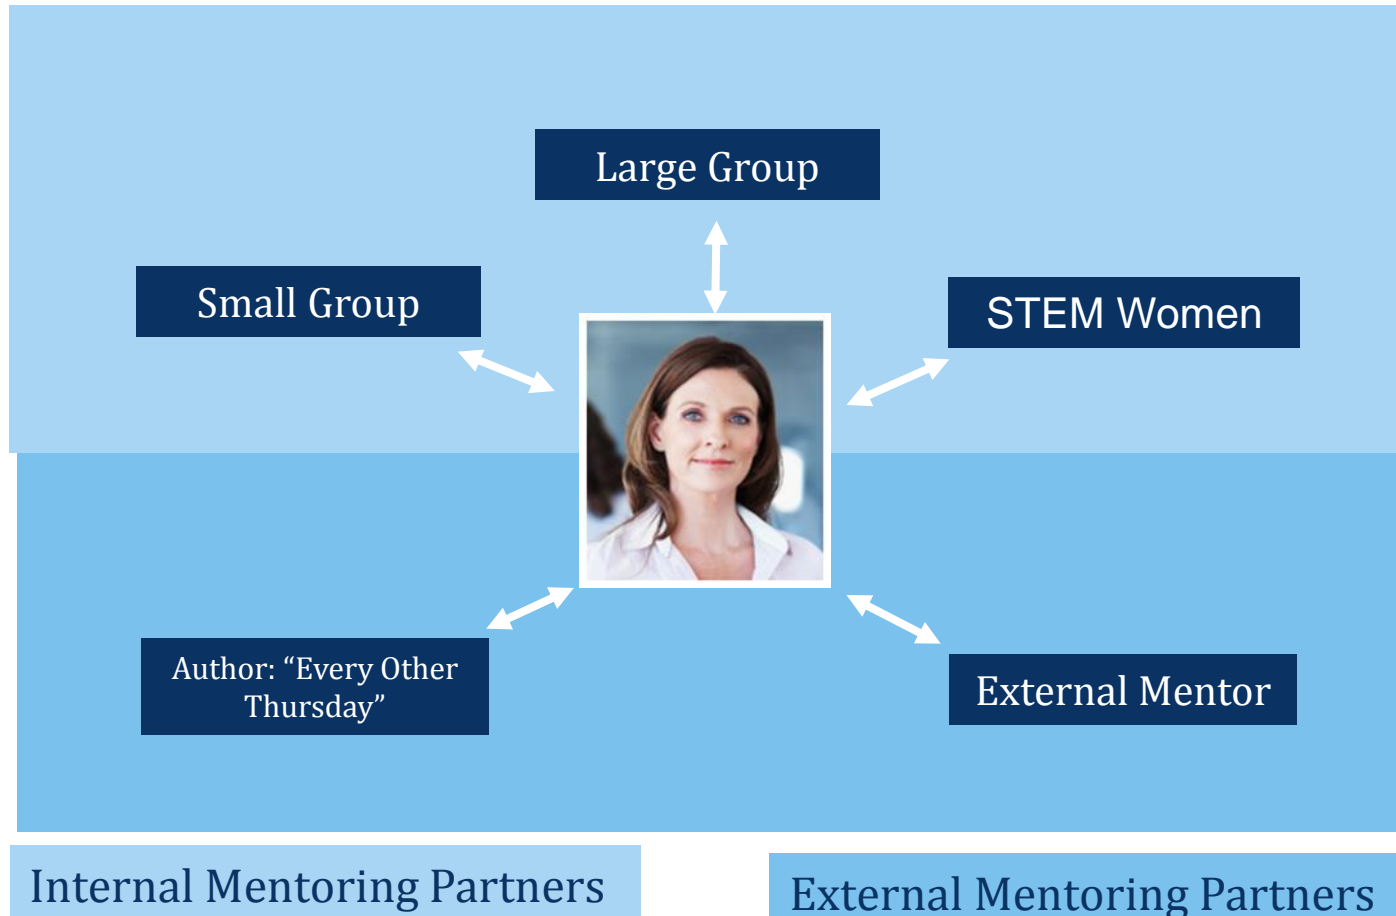 Large Group
Small Group
STEM Women
Author: “Every Other
Thursday”
External Mentor
Internal Mentoring Partners
External Mentoring Partners